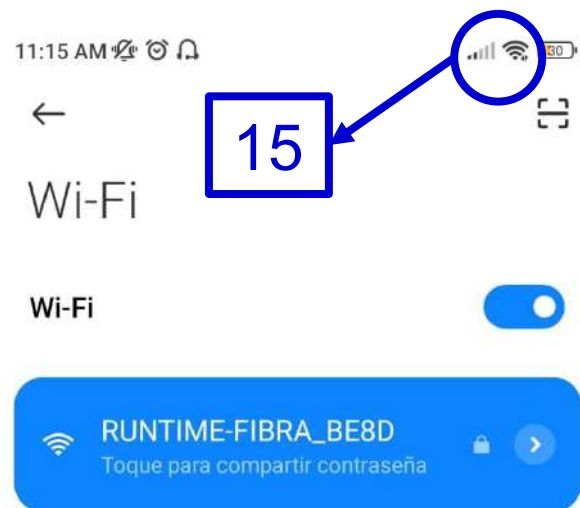 11:15 AM 30
15
Wi-Fi
Wi-Fi
RUNTIME-FIBRA_BE8D
Toque para compartir contraseña